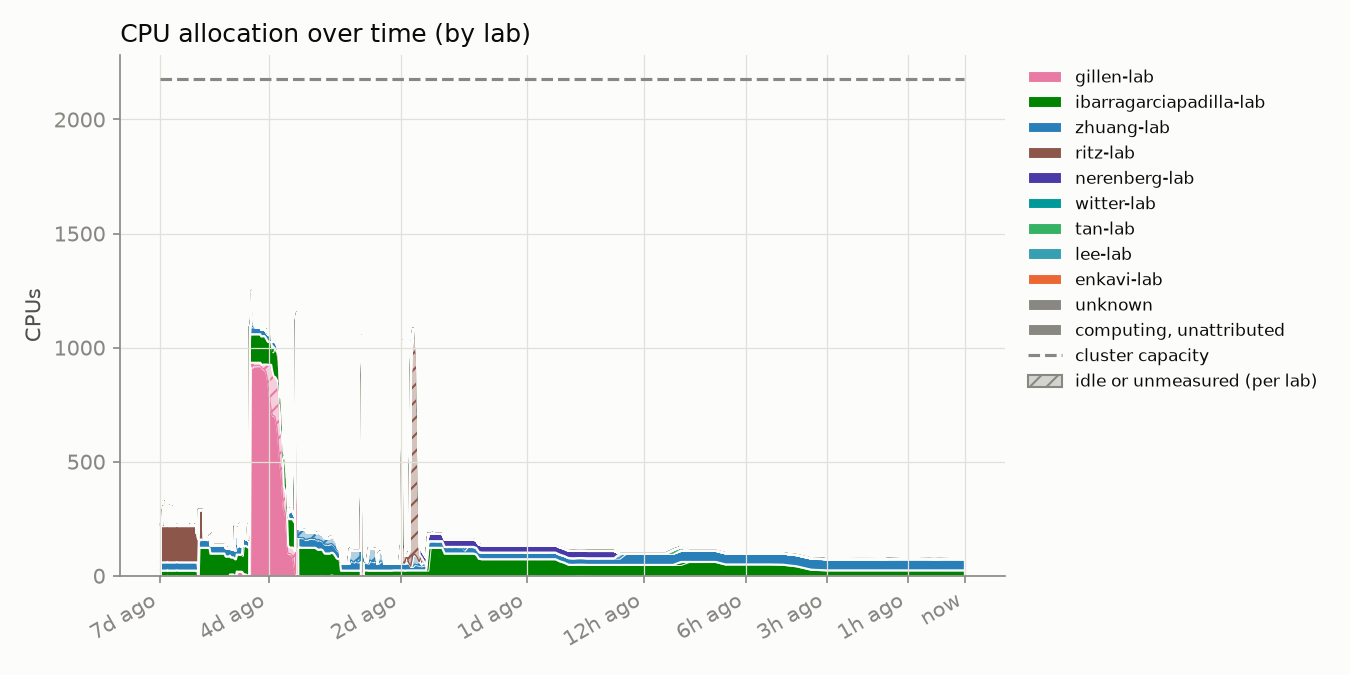 CPU allocation over time (by lab)
CPUs
2000
1500
1000
500
0
7d ago
4d ago
2d ago
1d ago
12h ago
6h ago
3h ago
1h ago
now
gillen-lab
ibarragarciapadilla-lab
zhuang-lab
ritz-lab
nerenberg-lab
witter-lab
tan-lab
lee-lab
enkavi-lab
unknown
computing, unattributed
cluster capacity
idle or unmeasured (per lab)